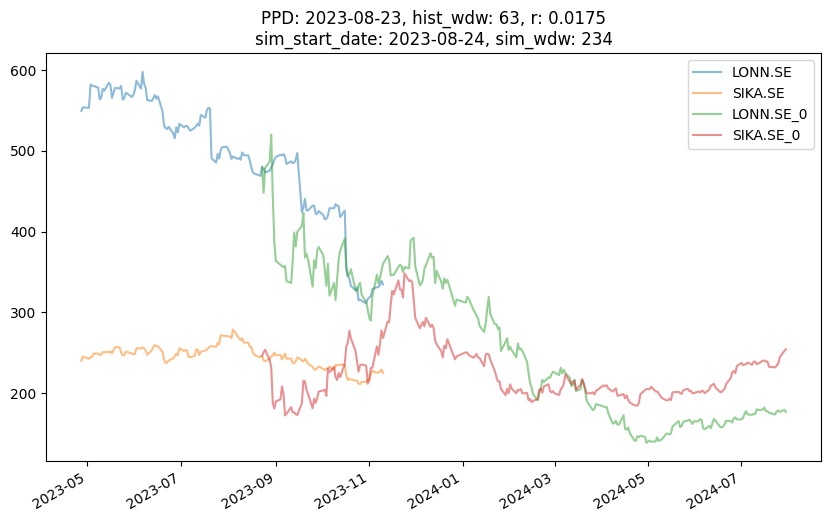 PPD: 2023-08-23, hist_wdw: 63, r: 0.0175
sim_start_date: 2023-08-24, sim_wdw: 234
LONN.SE
SIKA.SE
LONN.SE_0
SIKA.SE_0
600
500
400
300
200
2023-05
2023-07
2023-09
2023-11
2024-01
2024-03
2024-05
2024-07